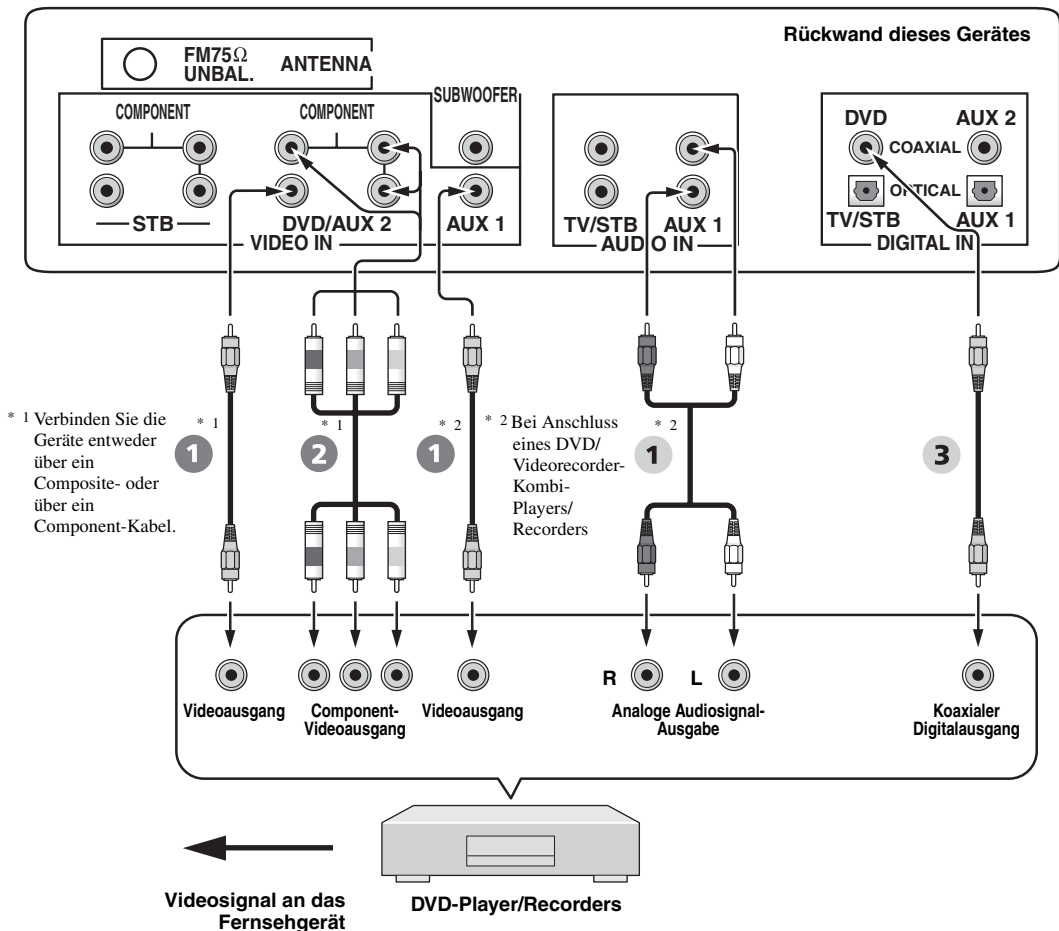 Rückwand dieses Gerätes
FM75Ω
UNBAL.
ANTENNA
SUBWOOFER
COMPONENT
COMPONENT
STB
DVD/AUX 2
AUX 1
VIDEO IN
TV/STB
AUX 1
AUDIO IN
DVD
AUX 2
COAXIAL
OPTICAL
TV/STB
AUX 1
DIGITAL IN
* 1 Verbinden Sie die
Geräte entweder
über ein
Composite- oder
über ein
Component-Kabel.
1
* 1
2
* 1
1
* 2
* 2 Bei Anschluss
eines DVD/
Videorecorder-
Kombi-
Players/
Recorders
1
* 2
3
Videoausgang
Component-
Videoausgang
Videoausgang
R
L
Analoge Audiosignal-
Ausgabe
Koaxialer
Digitalausgang
Videosignal an das
Fernsehgerät
DVD-Player/Recorders